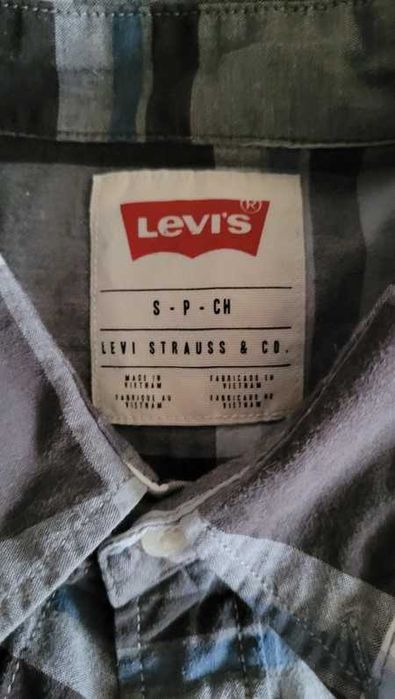 Levi's®
S - P - CH
LEVI STRAUSS & CO.
MADE IN FABRICADO EN
VIETNAM VIETNAM
FABRIQUÉ AU FABRICADO NO
VIETNAM VIETNAM